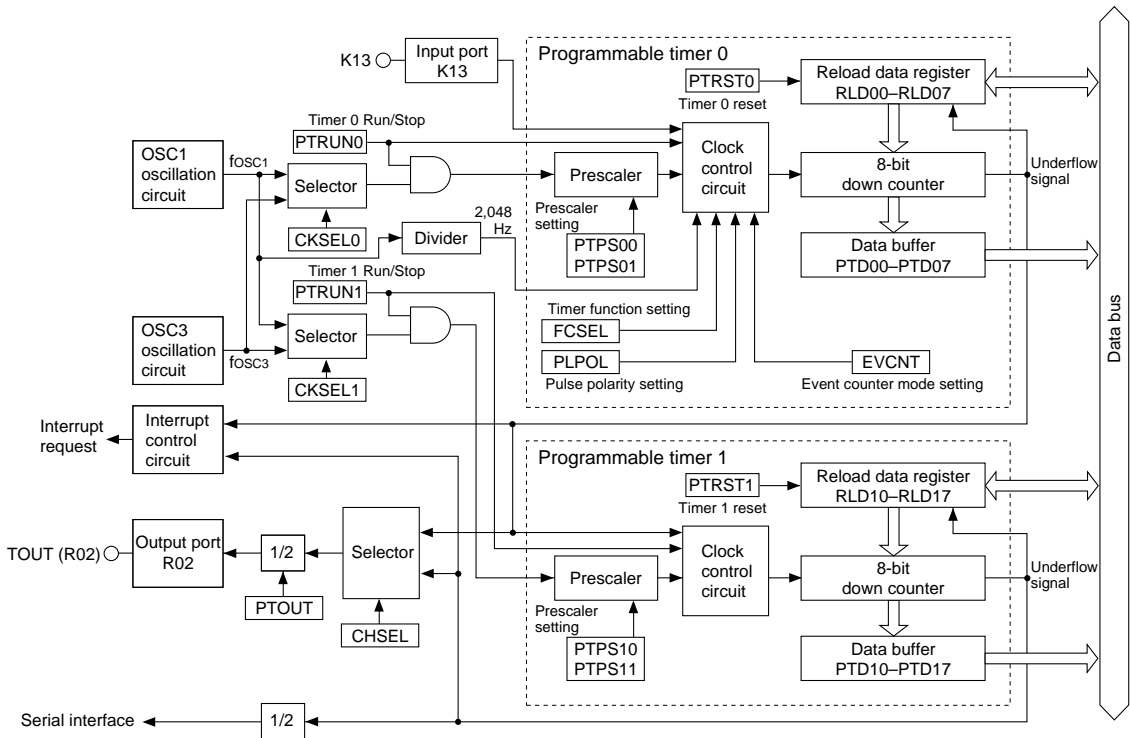 K13
Input port
K13
Programmable timer 0
PTRST0
Timer 0 reset
Reload data register
RLD00–RLD07
Timer 0 Run/Stop
PTRUN0
OSC1
oscillation
circuit
fOSC1
Selector
CKSEL0
Prescaler
Prescaler
setting
PTPS00
PTPS01
Clock
control
circuit
8-bit
down counter
Underflow
signal
Data buffer
PTD00–PTD07
Divider
2,048
Hz
Timer 1 Run/Stop
PTRUN1
OSC3
oscillation
circuit
fOSC3
Selector
CKSEL1
Timer function setting
FCSEL
PLPOL
Pulse polarity setting
EVCNT
Event counter mode setting
Data bus
Interrupt
request
Interrupt
control
circuit
Programmable timer 1
PTRST1
Timer 1 reset
Reload data register
RLD10–RLD17
TOUT (R02)
Output port
R02
1/2
PTOUT
Selector
CHSEL
Prescaler
Prescaler
setting
PTPS10
PTPS11
Clock
control
circuit
8-bit
down counter
Underflow
signal
Data buffer
PTD10–PTD17
Serial interface
1/2